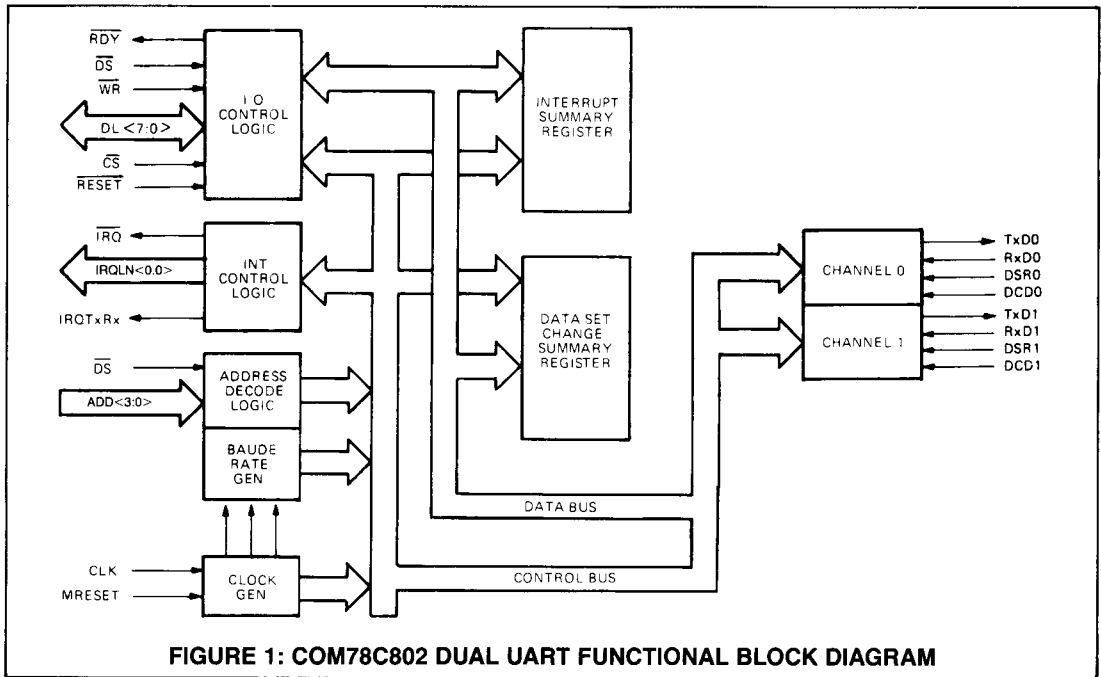 RDY
DS
WR
DL <7:0>
CS
RESET
I O
CONTROL
LOGIC
INTERRUPT
SUMMARY
REGISTER
IRQ
IRQLN<0.0>
IRQTxRx
INT
CONTROL
LOGIC
DATA SET
CHANGE
SUMMARY
REGISTER
CHANNEL 0
CHANNEL 1
TxD0
RxD0
DSR0
DCD0
TxD1
RxD1
DSR1
DCD1
DS
ADD<3:0>
ADDRESS
DECODE
LOGIC
BAUDE
RATE
GEN
DATA BUS
CLK
MRESET
CLOCK
GEN
CONTROL BUS
FIGURE 1: COM78C802 DUAL UART FUNCTIONAL BLOCK DIAGRAM